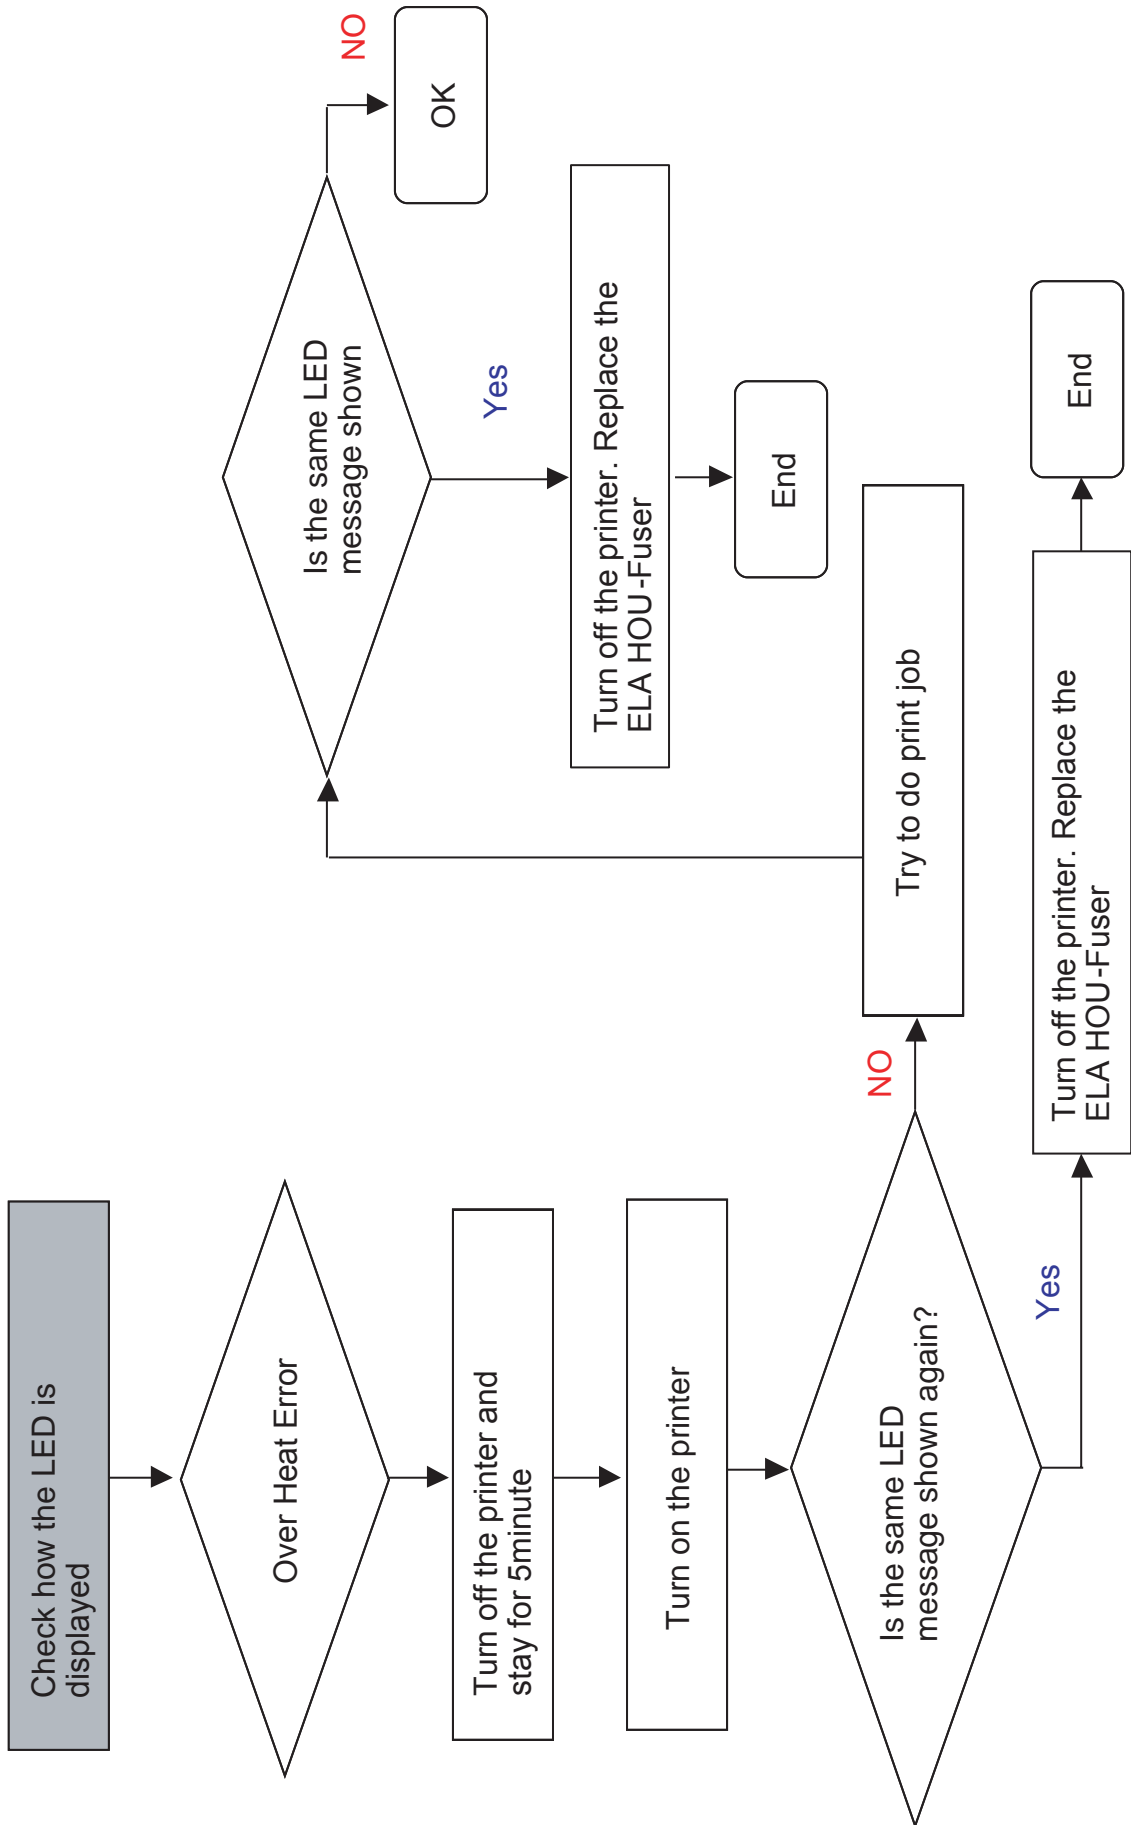 Check how the LED is
displayed
Over Heat Error
Turn off the printer and
stay for 5minute
Turn on the printer
Is the same LED
message shown again?
NO
Yes
Try to do print job
Turn off the printer. Replace the
ELA HOU-Fuser
End
Is the same LED
message shown
NO
OK
Yes
Turn off the printer. Replace the
ELA HOU-Fuser
End